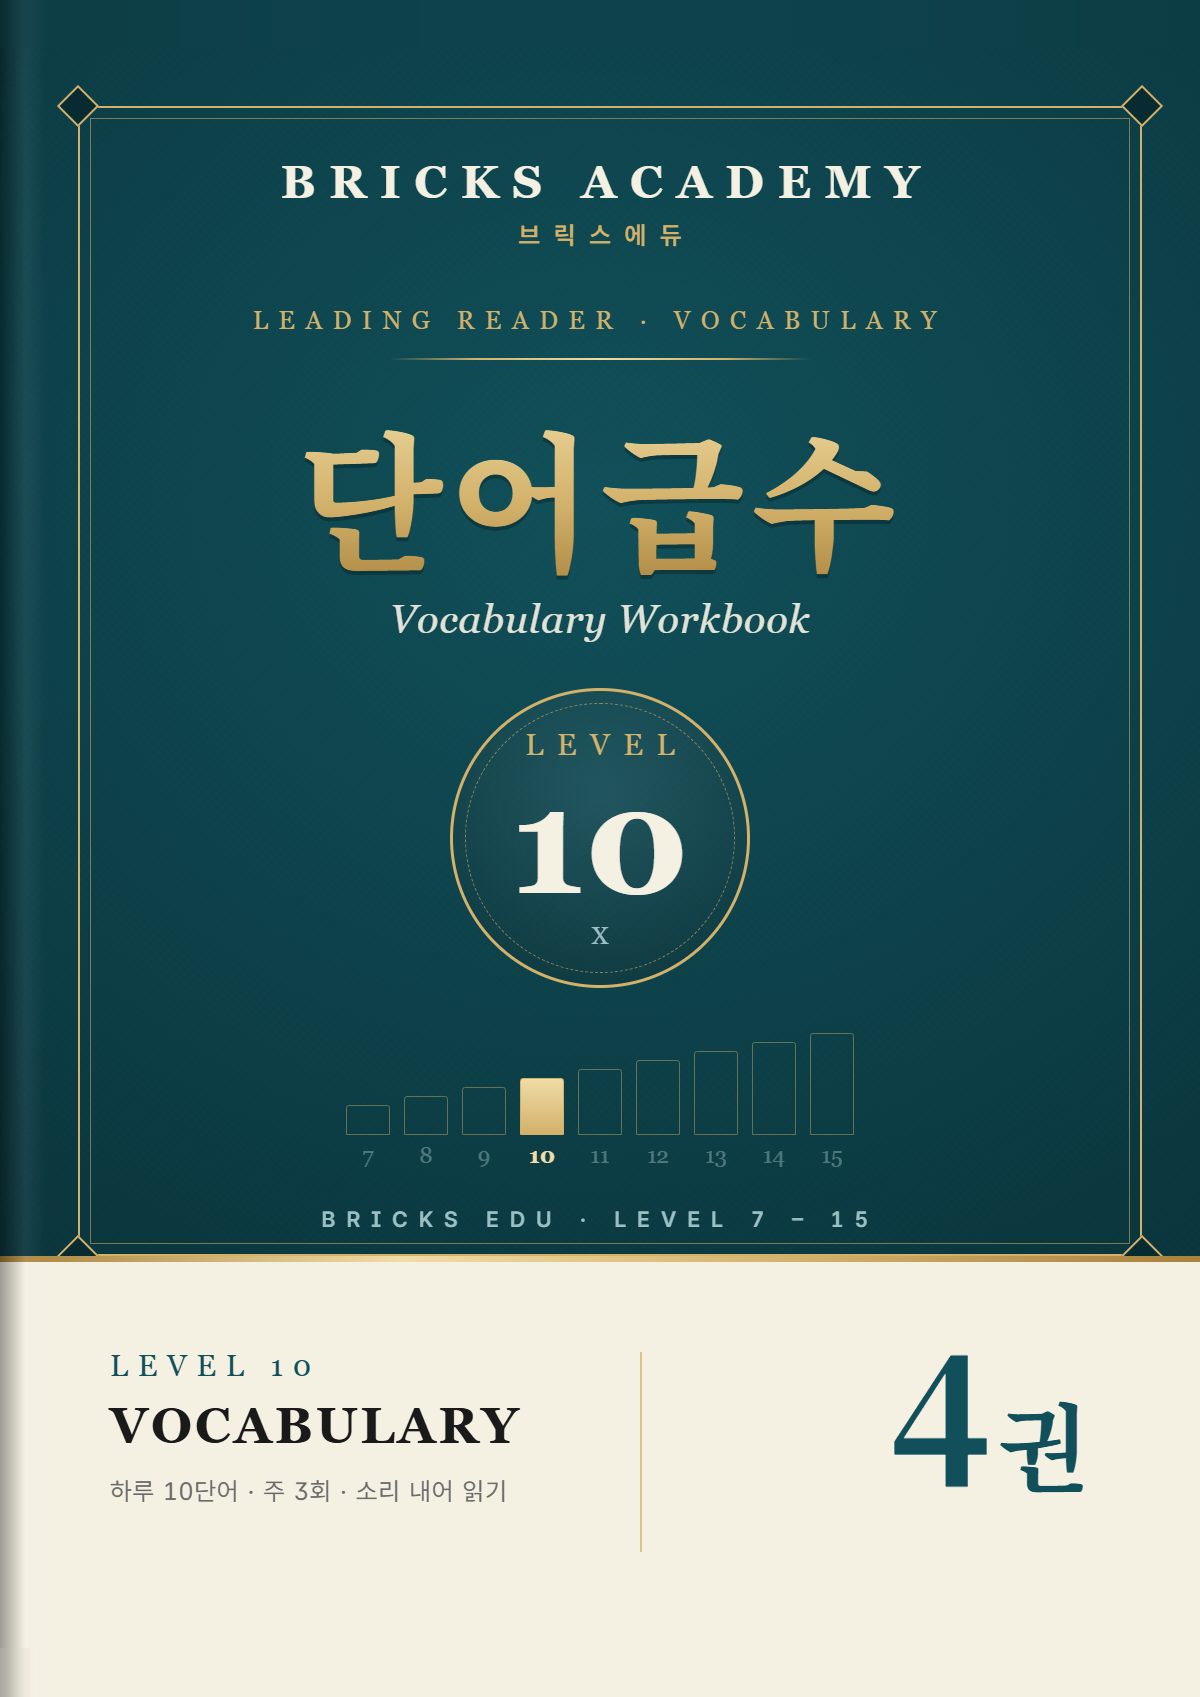 BRICKS ACADEMY
브릭스에듀
LEADING READER · VOCABULARY
단어급수
Vocabulary Workbook
LEVEL
10
X
7 8 9 10 11 12 13 14 15
BRICKS EDU · LEVEL 7 – 15
LEVEL 10
VOCABULARY
하루 10단어 · 주 3회 · 소리 내어 읽기
4권